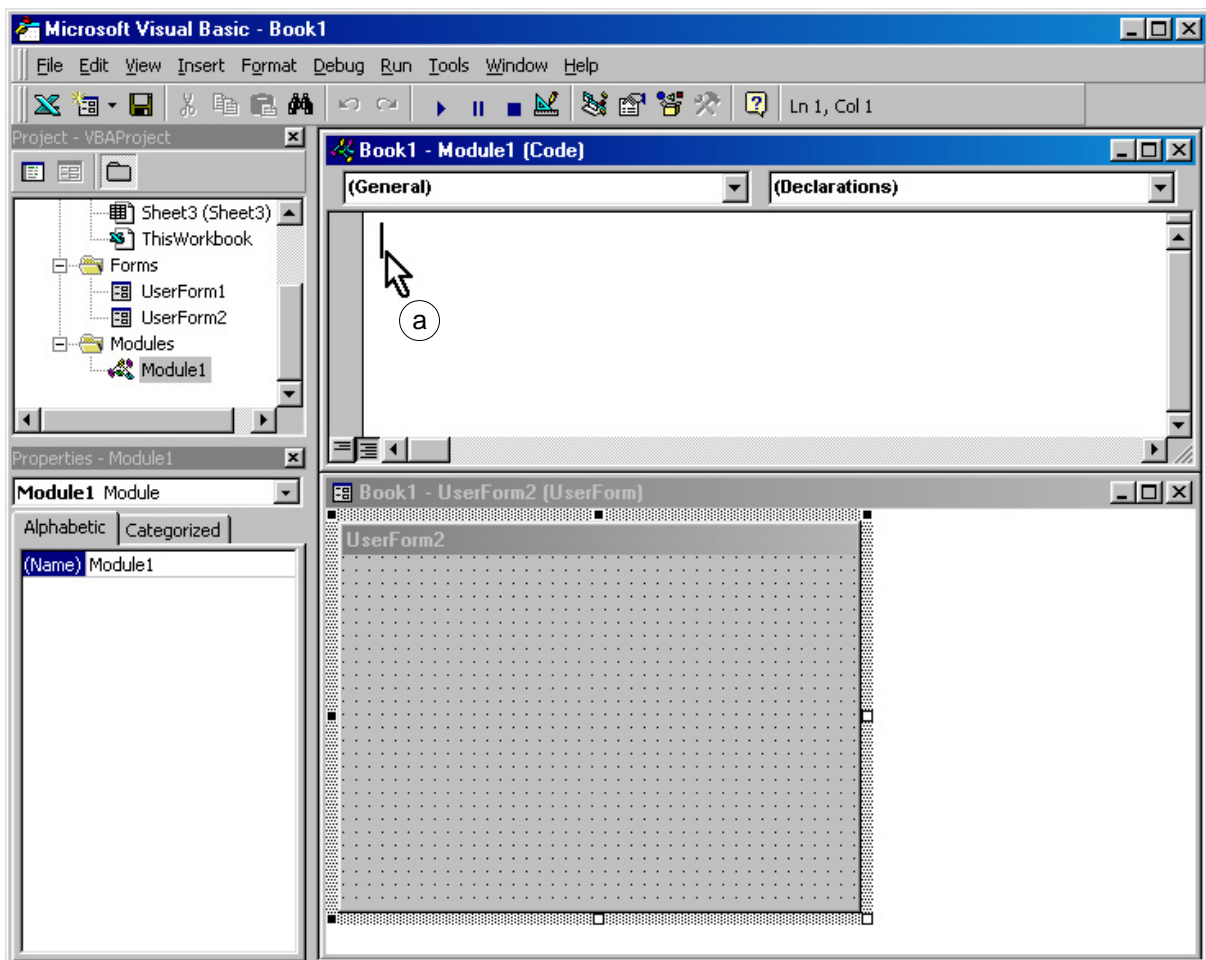 Microsoft Visual Basic - Book1
File Edit View Insert Format Debug Run Tools Window Help
Ln 1, Col 1
Project - VBAProject
Sheet3 (Sheet3)
ThisWorkbook
Forms
UserForm1
UserForm2
Modules
Module1
Properties - Module1
Module1 Module
Alphabetic Categorized
(Name) Module1
Book1 - Module1 (Code)
(General) (Declarations)
a
Book1 - UserForm2 (UserForm)
UserForm2